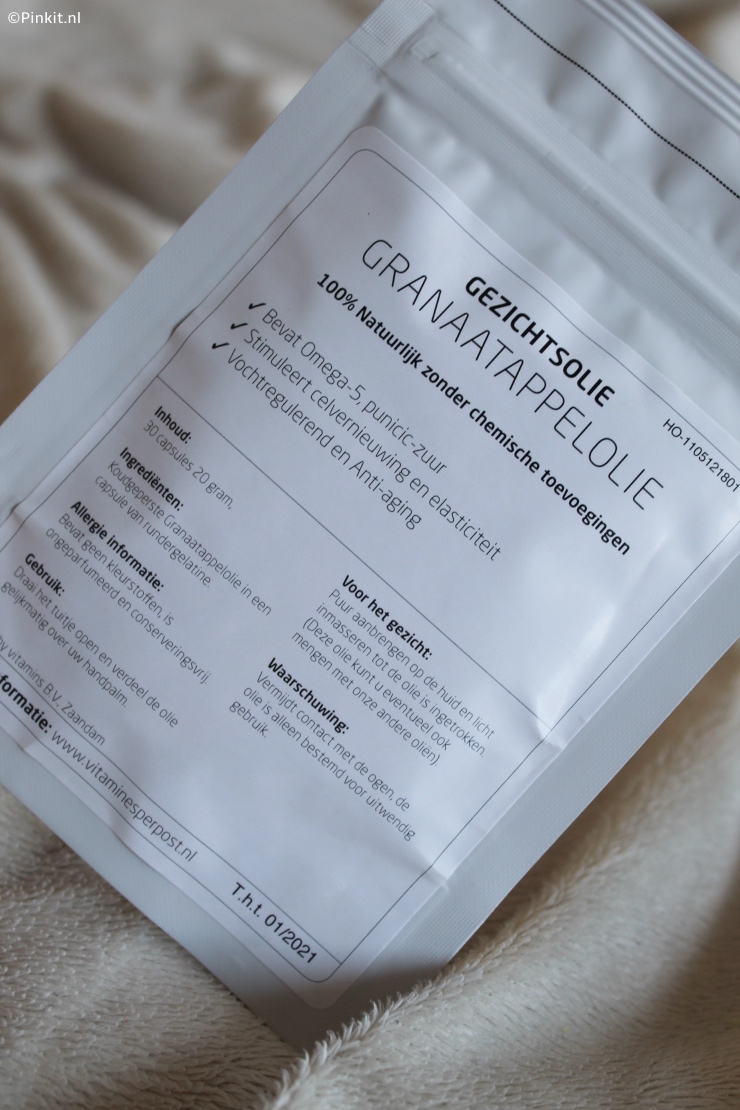 ©Pinkit.nl
GEZICHTSOLIE
GRANAATAPPELOLIE
100% Natuurlijk zonder chemische toevoegingen
HO-1105121801
✓ Bevat Omega-5, punicic-zuur
✓ Stimuleert celvernieuwing en elasticiteit
✓ Vochtregulerend en Anti-aging
Inhoud:
30 capsules 20 gram,
Ingrediënten:
Koudgeperste Granaatappelolie in een
capsule van rundergelatine.
Allergie informatie:
Bevat geen kleurstoffen, is
ongeparfumeerd en conserveringsvrij.
Gebruik:
Draai het tuitje open en verdeel de olie
gelijkmatig over uw handpalm.
Voor het gezicht:
Puur aanbrengen op de huid en licht
inmasseren tot de olie is ingetrokken.
(Deze olie kunt u eventueel ook
mengen met onze andere oliën)
Waarschuwing:
Vermijdt contact met de ogen, de
olie is alleen bestemd voor uitwendig
gebruik.
by vitamins B.V. Zaandam
formatie: www.vitaminesperpost.nl
T.h.t. 01/2021